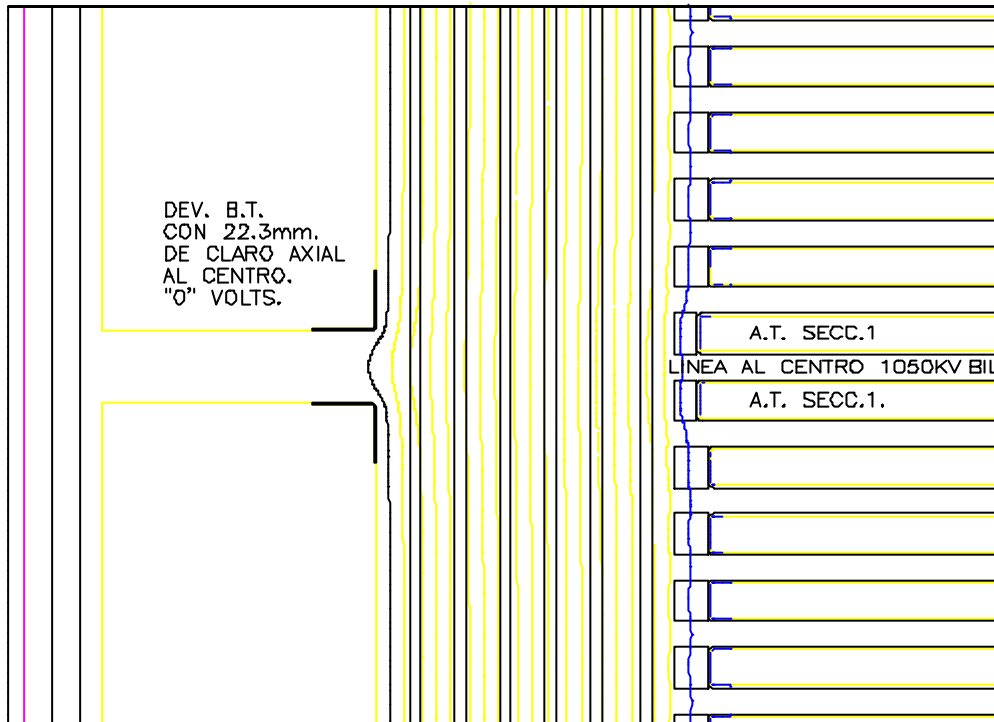 DEV. B.T.
CON 22.3mm.
DE CLARO AXIAL
AL CENTRO.
"0" VOLTS.
A.T. SECC.1
LINEA AL CENTRO 1050KV BIL
A.T. SECC.1.